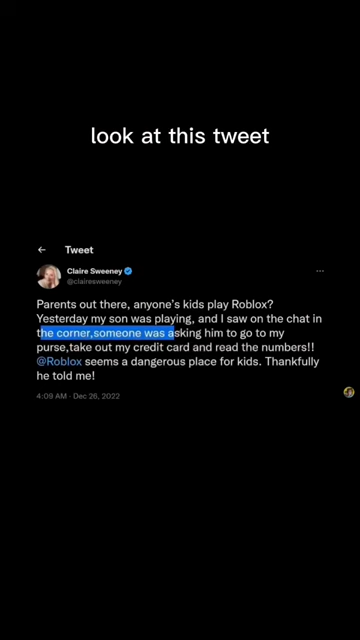 look at this tweet
Tweet
Claire Sweeney
@clairesweeney
Parents out there, anyone's kids play Roblox?
Yesterday my son was playing, and I saw on the chat in
the corner,someone was asking him to go to my
purse,take out my credit card and read the numbers!!
@Roblox seems a dangerous place for kids. Thankfully
he told me!
4:09 AM · Dec 26, 2022